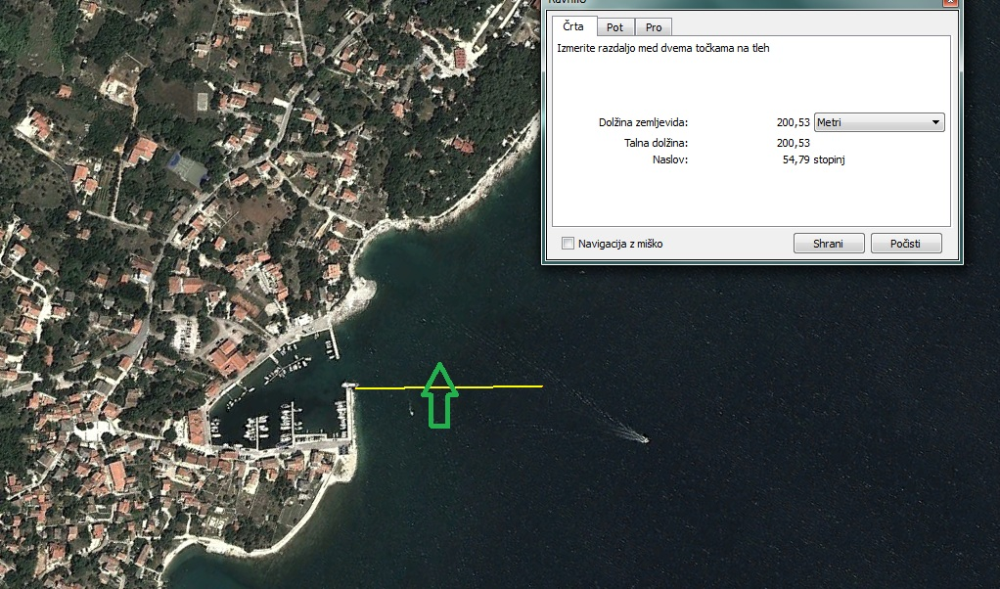 Ravnilo
Črta Pot Pro
Izmerite razdaljo med dvema točkama na tleh
Dolžina zemljevida: 200,53 Metri
Talna dolžina: 200,53
Naslov: 54,79 stopinj
Navigacija z miško Shrani Počisti